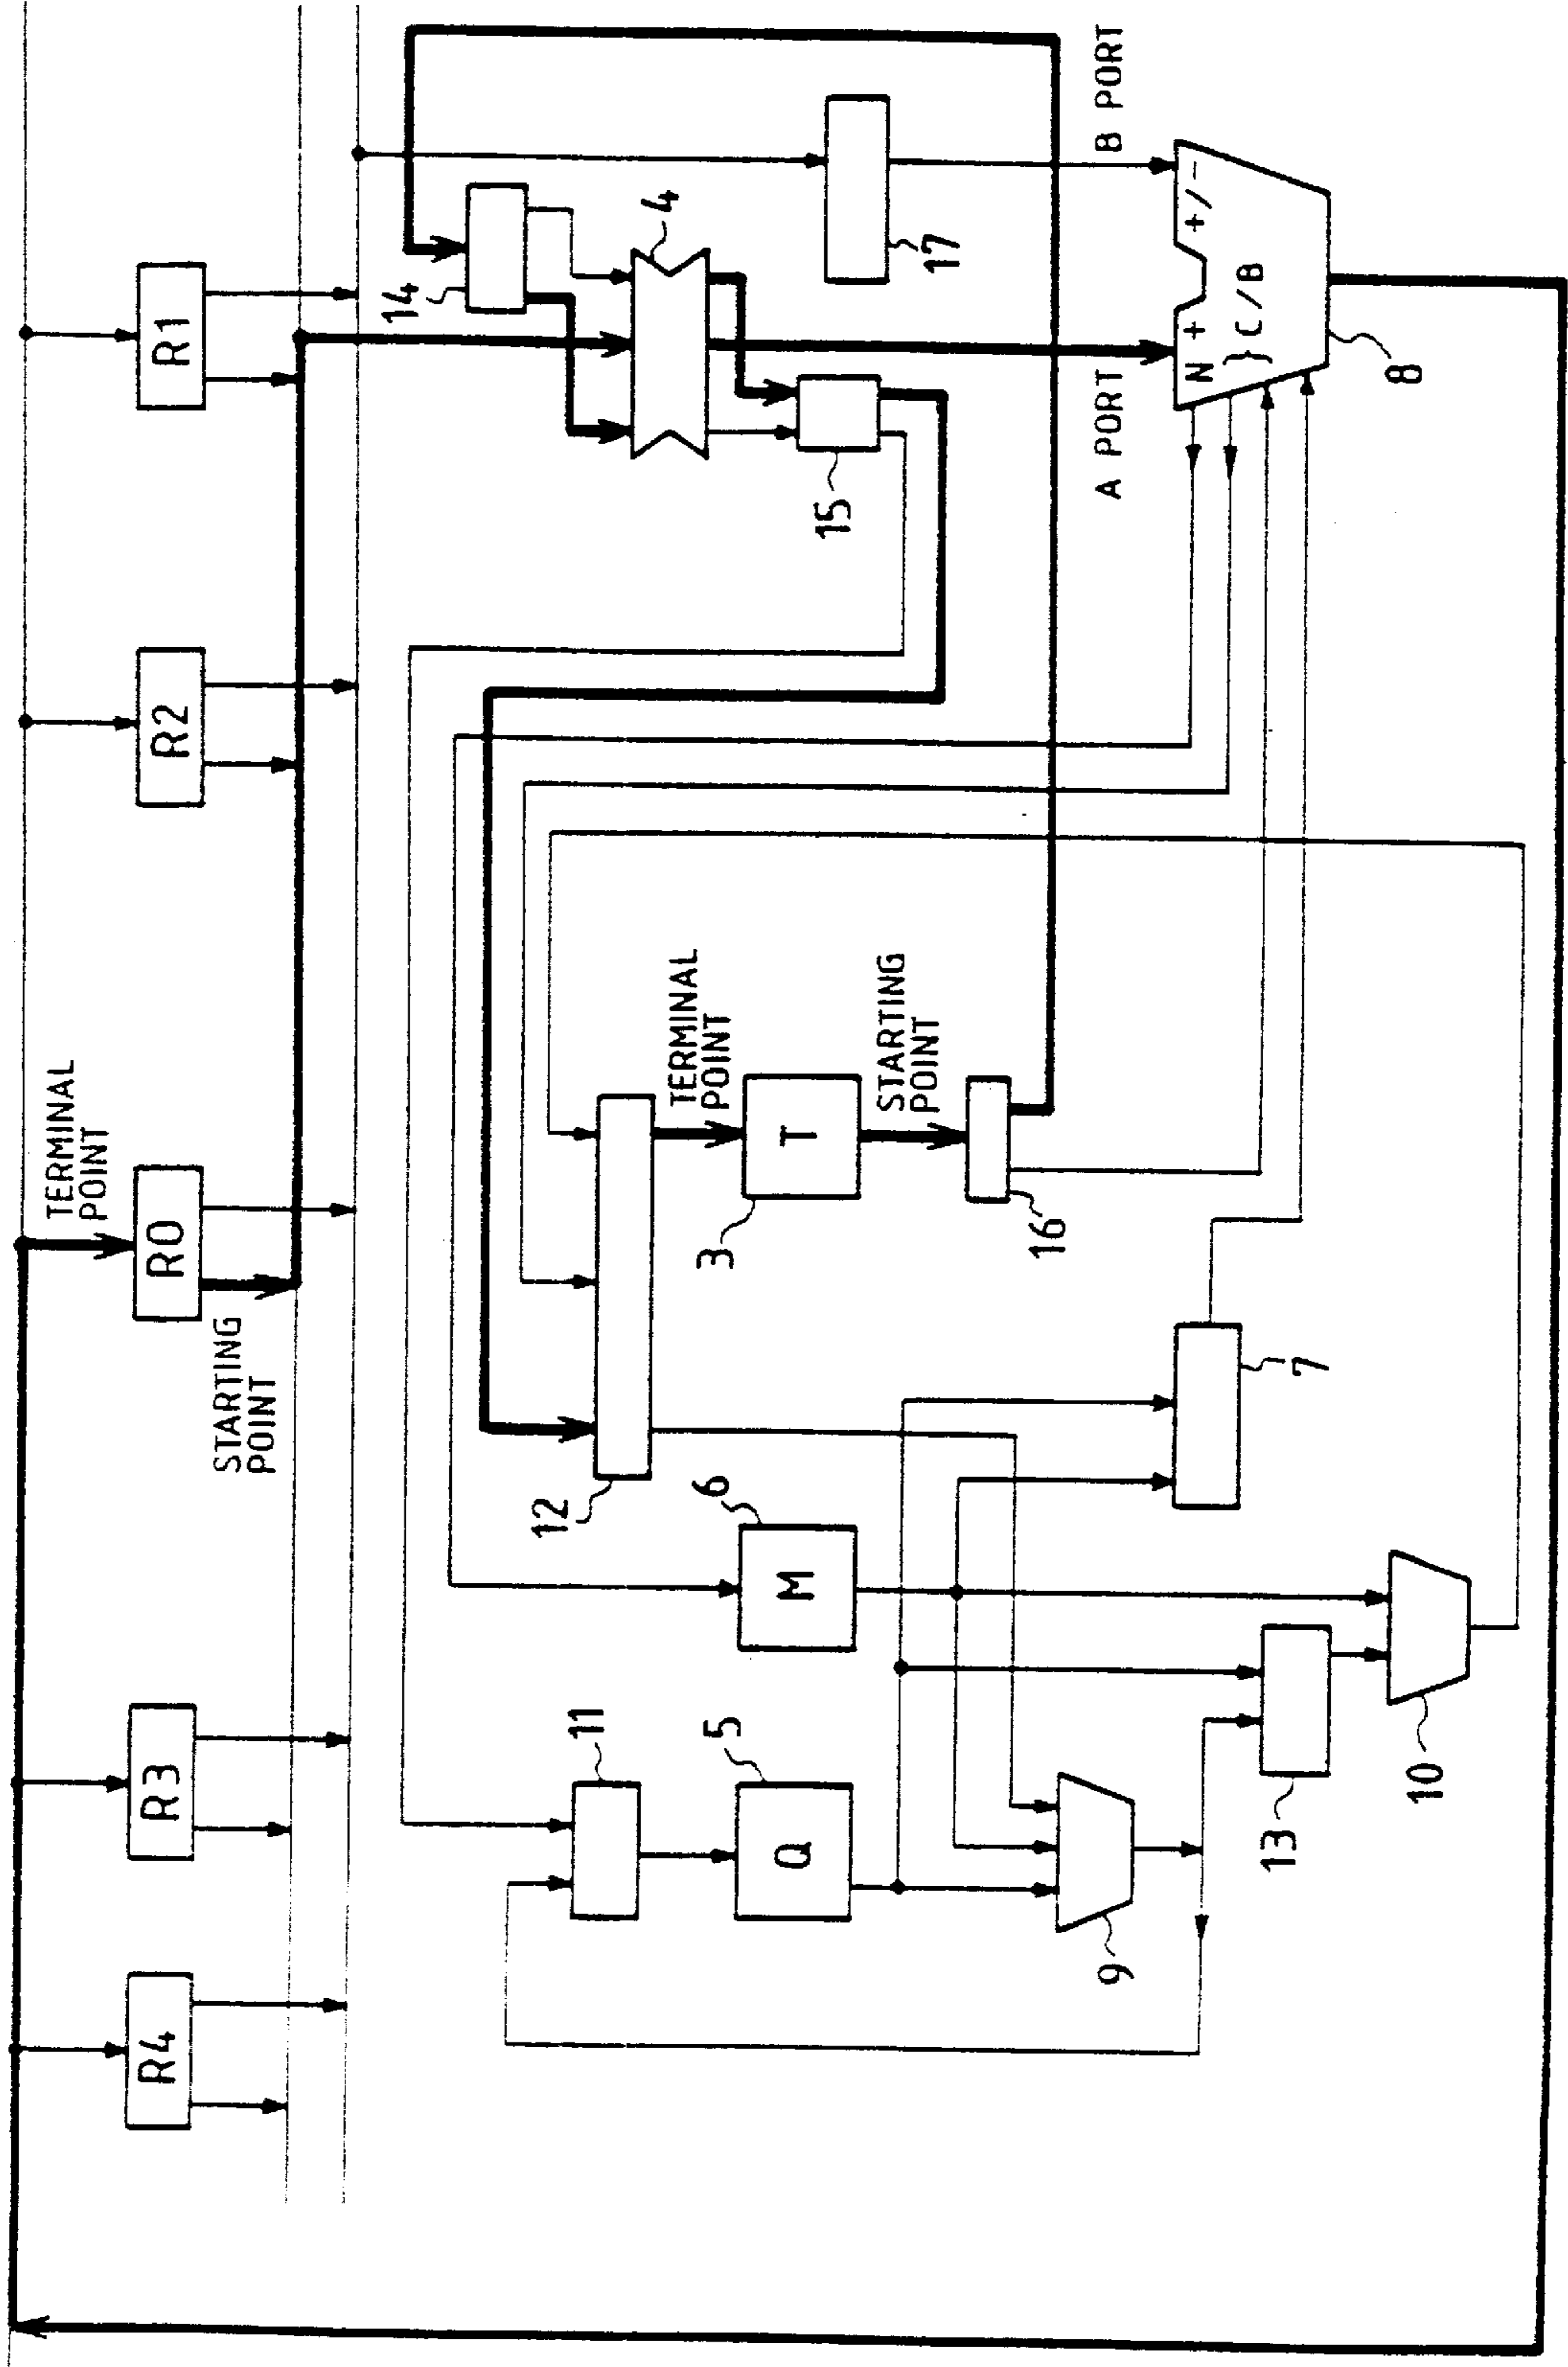 R4
R3
R0
R2
R1
TERMINAL
POINT
STARTING
POINT
14
4
17
15
B PORT
A PORT
N + +/-
}C/B
8
12
TERMINAL
POINT
T
3
STARTING
POINT
16
7
M
6
11
Q
5
9
13
10